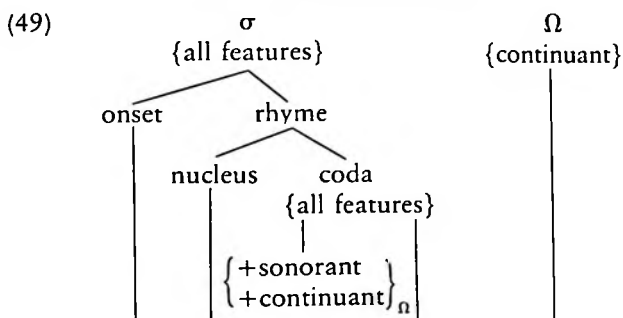 (49) σ Ω
{all features} {continuant}
onset rhyme
nucleus coda
{all features}
{+sonorant
+continuant}Ω